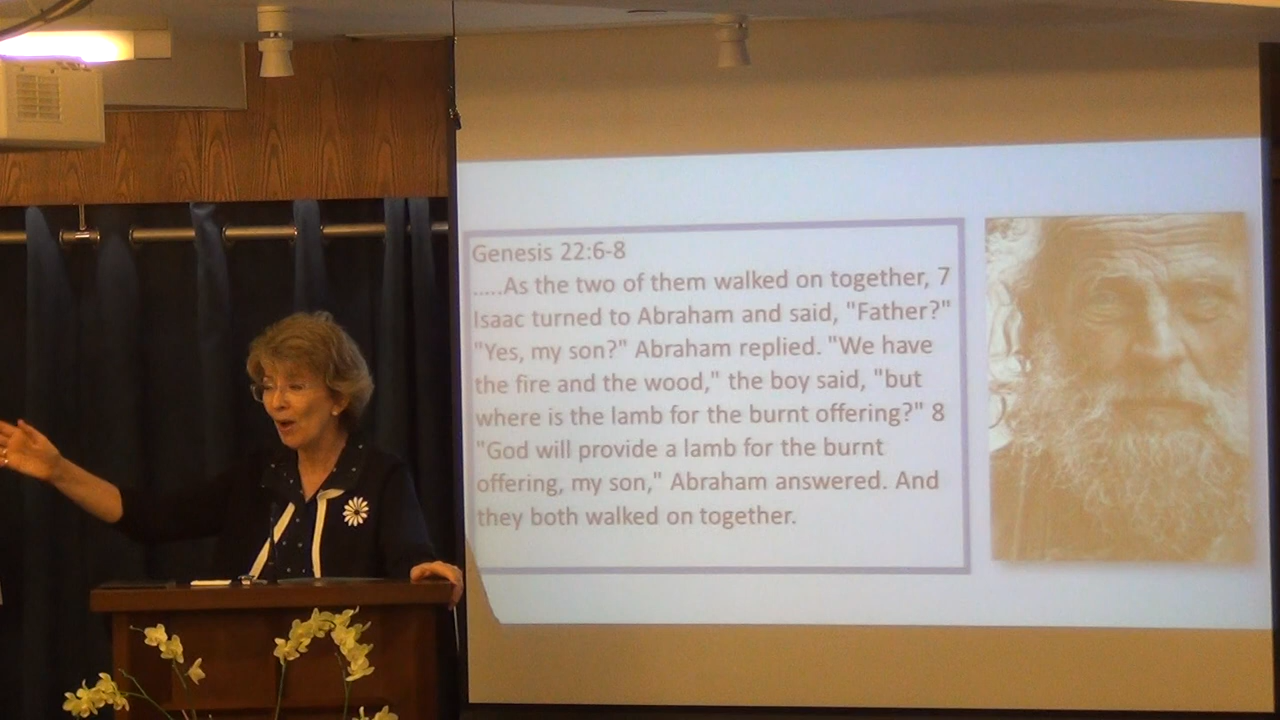 Genesis 22:6-8
.....As the two of them walked on together, 7
Isaac turned to Abraham and said, "Father?"
"Yes, my son?" Abraham replied. "We have
the fire and the wood," the boy said, "but
where is the lamb for the burnt offering?" 8
"God will provide a lamb for the burnt
offering, my son," Abraham answered. And
they both walked on together.